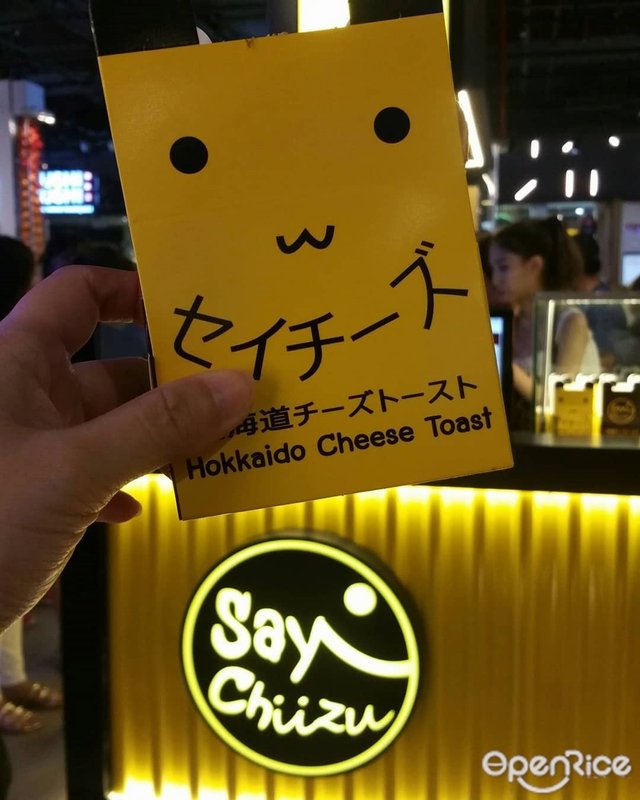 セイチーズ
海道チーズトースト
Hokkaido Cheese Toast
Say
Chiizu
OpenRice